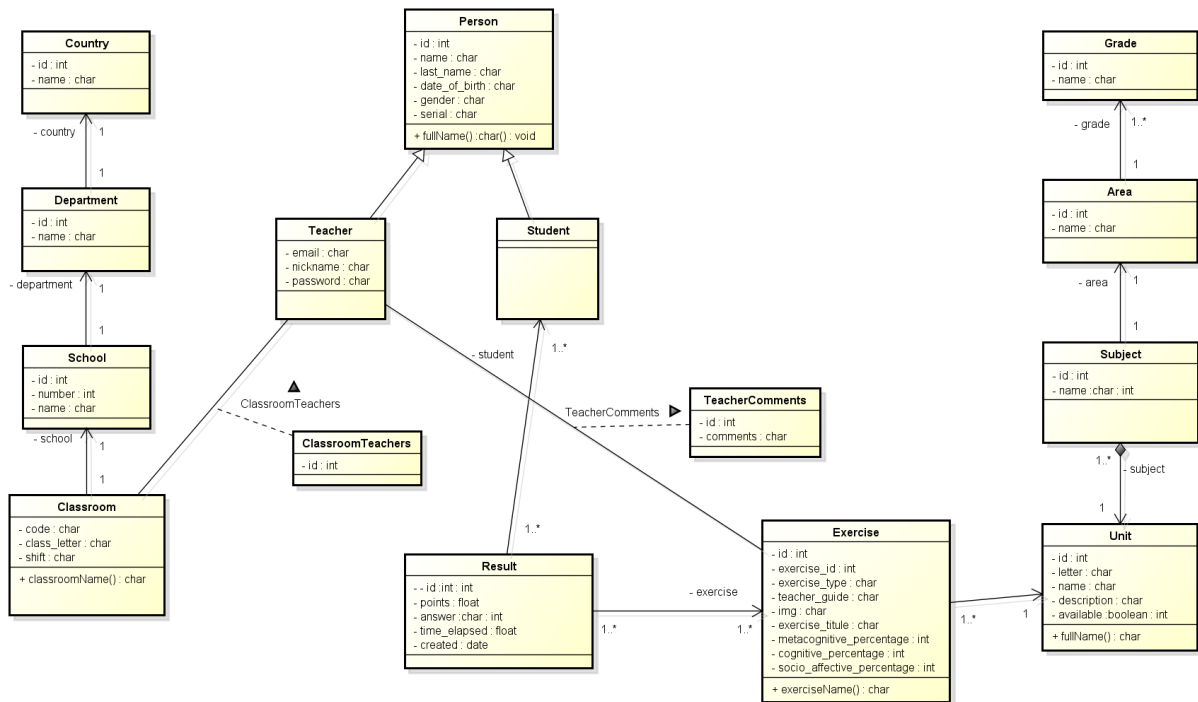 Person
- id : int
- name : char
- last_name : char
- date_of_birth : char
- gender : char
- serial : char
+ fullName() :char() : void
Country
- id : int
- name : char
- country
1
1
Department
- id : int
- name : char
- department
1
1
School
- id : int
- number : int
- name : char
- school
1
1
Classroom
- code : char
- class_letter : char
- shift : char
+ classroomName() : char
Teacher
- email : char
- nickname : char
- password : char
Student
1..*
- student
ClassroomTeachers
ClassroomTeachers
- id : int
TeacherComments
TeacherComments
- id : int
- comments : char
1..*
Result
- - id :int : int
- points : float
- answer :char : int
- time_elapsed : float
- created : date
- exercise
1..*
1..*
Exercise
- id : int
- exercise_id : int
- exercise_type : char
- teacher_guide : char
- img : char
- exercise_titule : char
- metacognitive_percentage : int
- cognitive_percentage : int
- socio_affective_percentage : int
+ exerciseName() : char
1..*
1
Grade
- id : int
- name : char
- grade
1..*
1
Area
- id : int
- name : char
- area
1
1
Subject
- id : int
- name :char : int
1..*
- subject
1
Unit
- id : int
- letter : char
- name : char
- description : char
- available :boolean : int
+ fullName() : char